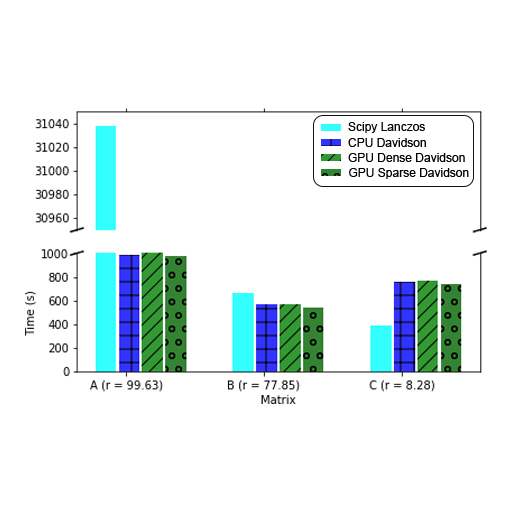 31040
31020
31000
30980
30960
1000
800
600
400
200
0
Time (s)
Scipy Lanczos
CPU Davidson
GPU Dense Davidson
GPU Sparse Davidson
A (r = 99.63)
B (r = 77.85)
C (r = 8.28)
Matrix